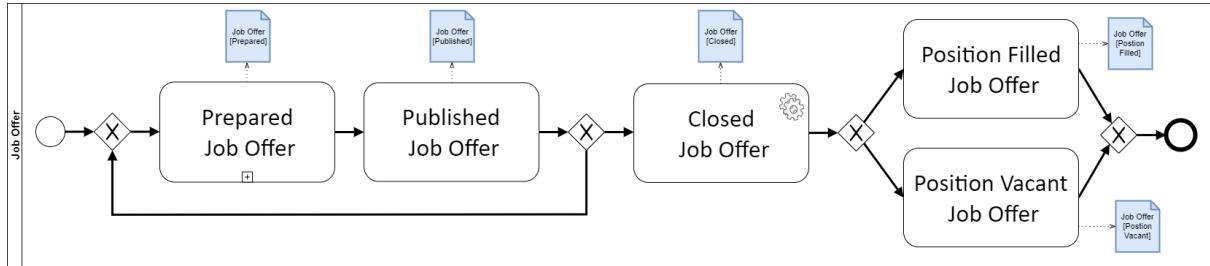 Job Offer
Job Offer
[Prepared]
Job Offer
[Published]
Job Offer
[Closed]
Job Offer
[Postion
Filled]
Prepared
Job Offer
Published
Job Offer
Closed
Job Offer
Position Filled
Job Offer
Position Vacant
Job Offer
Job Offer
[Postion
Vacant]